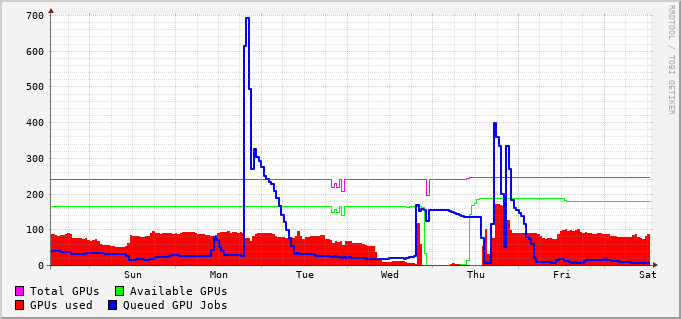 700
600
500
400
300
200
100
0
Sun Mon Tue Wed Thu Fri Sat
Total GPUs Available GPUs
GPUs used Queued GPU Jobs
RRDTOOL / TOBI OETIKER